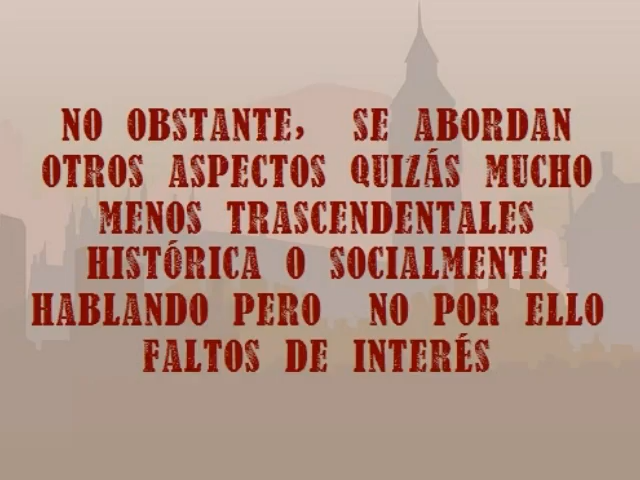 NO OBSTANTE, SE ABORDAN
OTROS ASPECTOS QUIZÁS MUCHO
MENOS TRASCENDENTALES
HISTÓRICA O SOCIALMENTE
HABLANDO PERO NO POR ELLO
FALTOS DE INTERÉS